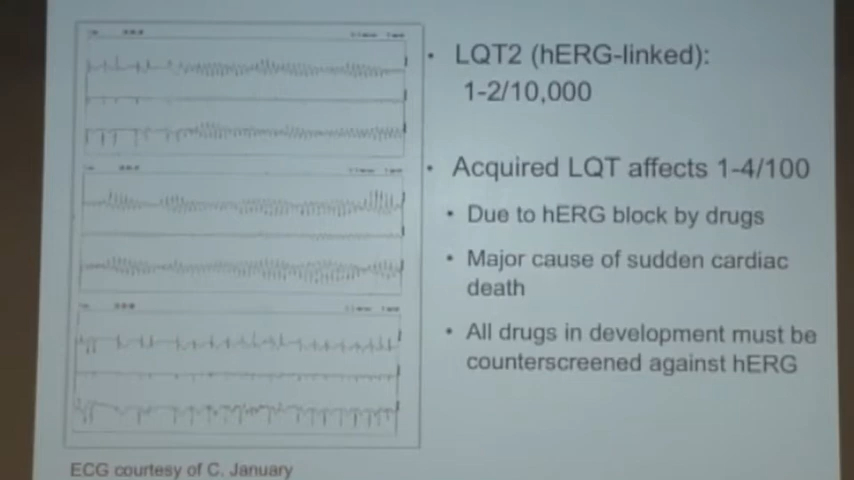 • LQT2 (hERG-linked):
1-2/10,000
• Acquired LQT affects 1-4/100
• Due to hERG block by drugs
• Major cause of sudden cardiac
death
• All drugs in development must be
counterscreened against hERG
ECG courtesy of C. January